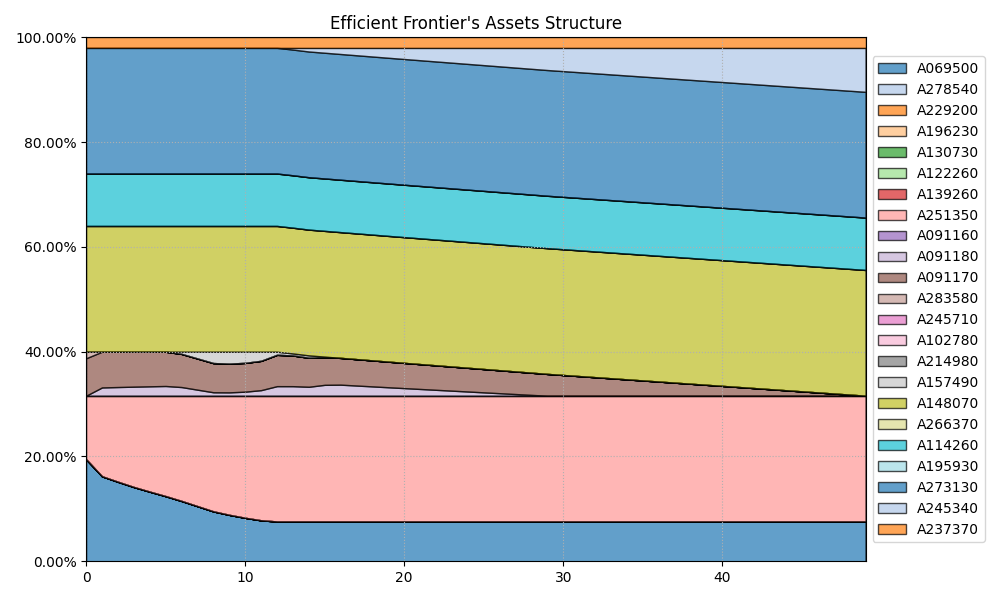 Efficient Frontier's Assets Structure
100.00%
80.00%
60.00%
40.00%
20.00%
0.00%
0
10
20
30
40
A069500
A278540
A229200
A196230
A130730
A122260
A139260
A251350
A091160
A091180
A091170
A283580
A245710
A102780
A214980
A157490
A148070
A266370
A114260
A195930
A273130
A245340
A237370